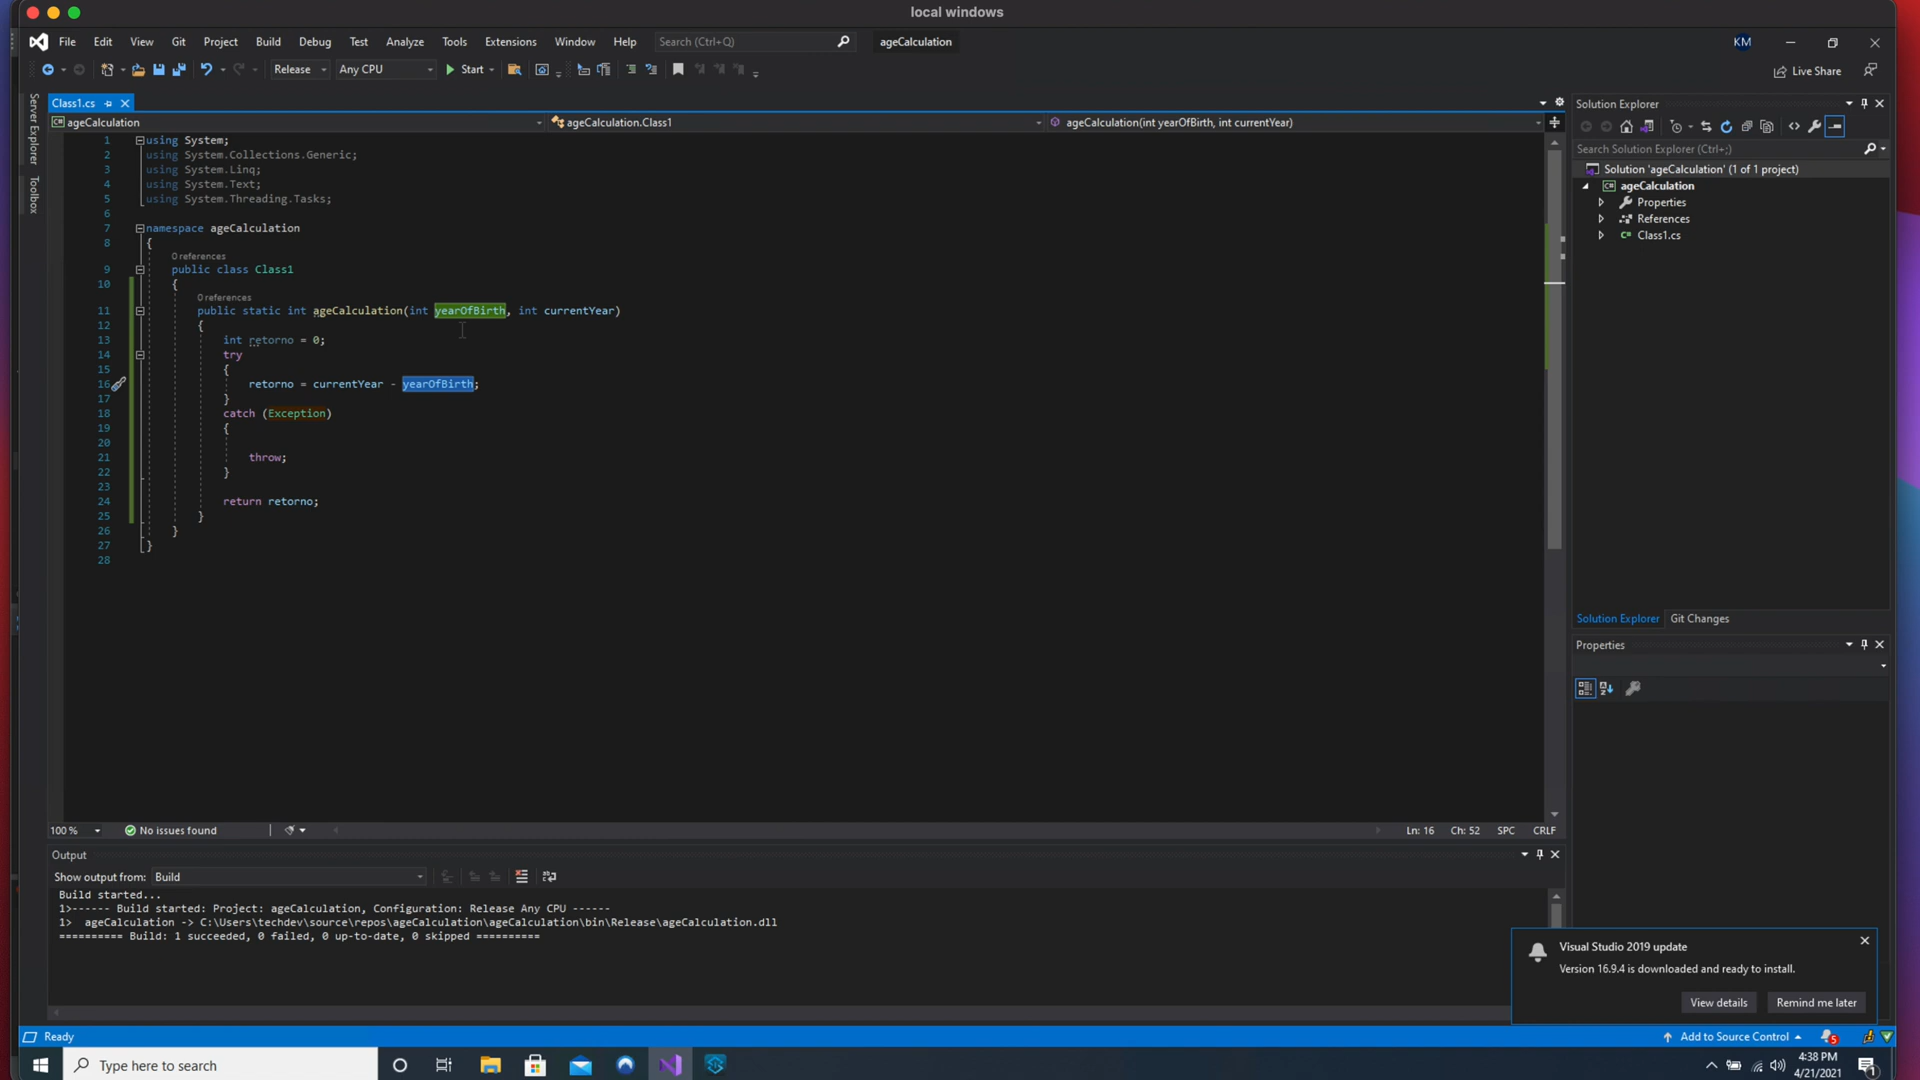 local windows
File Edit View Git Project Build Debug Test Analyze Tools Extensions Window Help Search (Ctrl+Q) ageCalculation KM
Release Any CPU Start Live Share
Server Explorer
Toolbox
Class1.cs
ageCalculation ageCalculation.Class1 ageCalculation(int yearOfBirth, int currentYear)
1 using System;
2 using System.Collections.Generic;
3 using System.Linq;
4 using System.Text;
5 using System.Threading.Tasks;
6
7 namespace ageCalculation
8 {
0 references
9 public class Class1
10 {
0 references
11 public static int ageCalculation(int yearOfBirth, int currentYear)
12 {
13 int retorno = 0;
14 try
15 {
16 retorno = currentYear - yearOfBirth;
17 }
18 catch (Exception)
19 {
20
21 throw;
22 }
23
24 return retorno;
25 }
26 }
27 }
28
100 % No issues found Ln: 16 Ch: 52 SPC CRLF
Output
Show output from: Build
Build started...
1>------ Build started: Project: ageCalculation, Configuration: Release Any CPU ------
1> ageCalculation -> C:\Users\techdev\source\repos\ageCalculation\ageCalculation\bin\Release\ageCalculation.dll
========== Build: 1 succeeded, 0 failed, 0 up-to-date, 0 skipped ==========
Solution Explorer
Search Solution Explorer (Ctrl+;)
Solution 'ageCalculation' (1 of 1 project)
ageCalculation
Properties
References
C# Class1.cs
Solution Explorer Git Changes
Properties
Visual Studio 2019 update
Version 16.9.4 is downloaded and ready to install.
View details Remind me later
Ready Add to Source Control 5
Type here to search
4:38 PM
4/21/2021
1